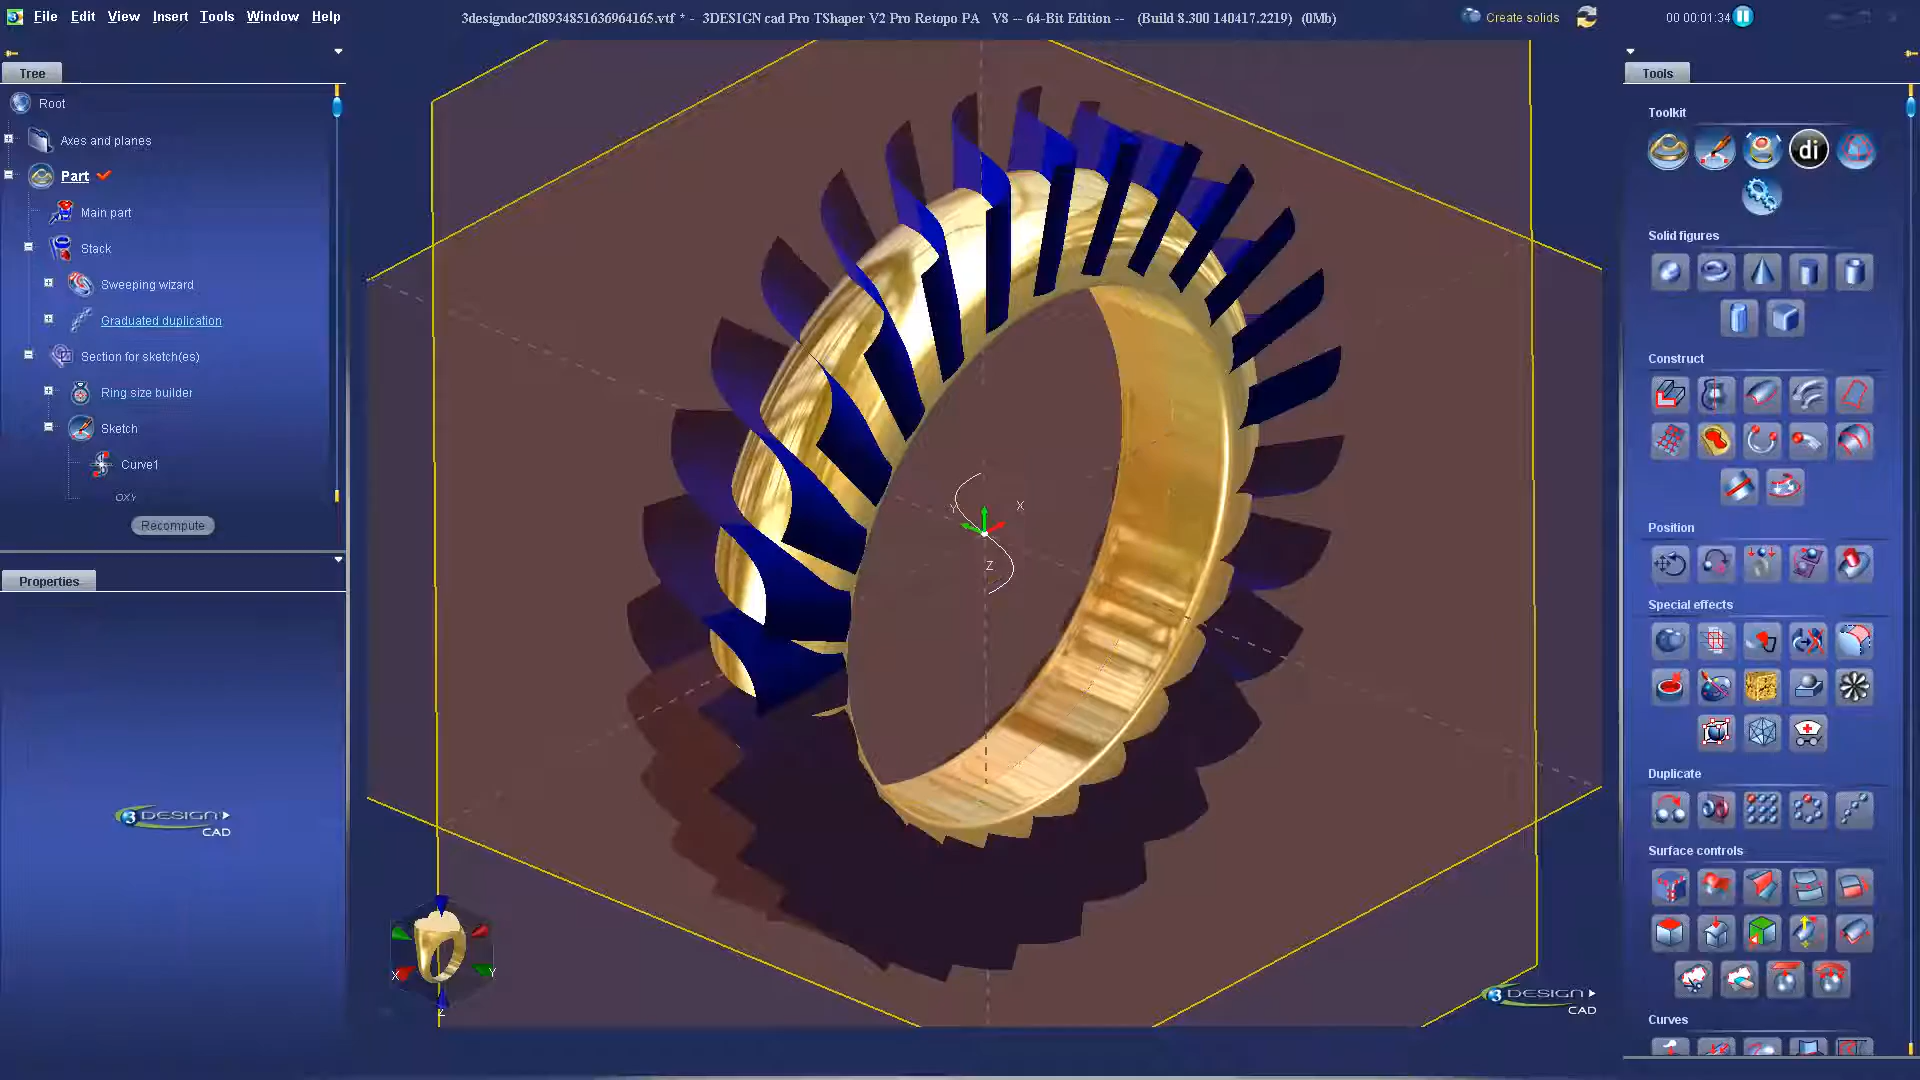 File Edit View Insert Tools Window Help
3designdoc208934851636964165.vtf * - 3DESIGN cad Pro TShaper V2 Pro Retopo PA V8 -- 64-Bit Edition -- (Build 8.300 140417.2219) (0Mb)
Create solids
00 00:01:34
Tree
Root
Axes and planes
Part
Main part
Stack
Sweeping wizard
Graduated duplication
Section for sketch(es)
Ring size builder
Sketch
Curve1
OXY
Recompute
Properties
3DESIGN
CAD
Y
X
Z
X
Y
Z
3DESIGN
CAD
Tools
Toolkit
di
Solid figures
Construct
Position
Special effects
Duplicate
Surface controls
Curves